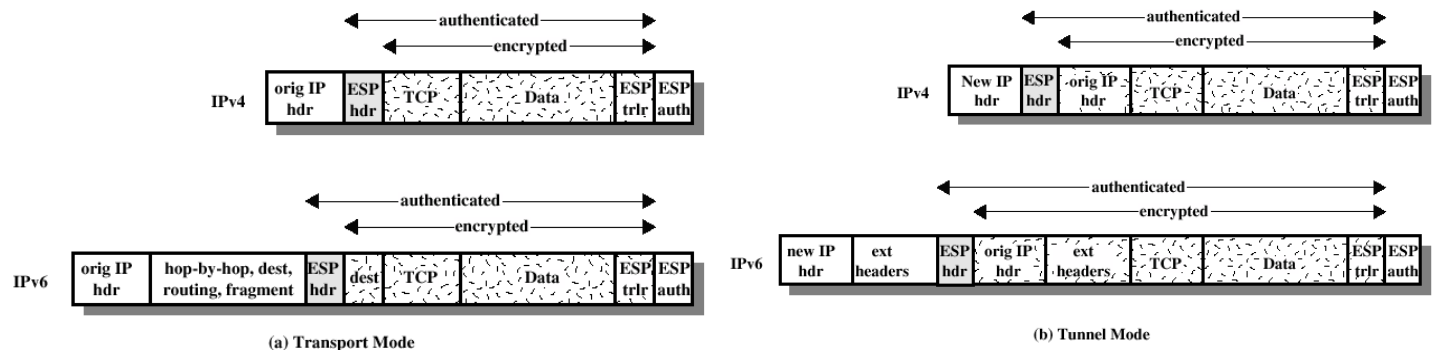 authenticated
encrypted
IPv4
orig IP hdr
ESP hdr
TCP
Data
ESP trlr
ESP auth
authenticated
encrypted
IPv6
orig IP hdr
hop-by-hop, dest, routing, fragment
ESP hdr
dest
TCP
Data
ESP trlr
ESP auth
(a) Transport Mode
authenticated
encrypted
IPv4
New IP hdr
ESP hdr
orig IP hdr
TCP
Data
ESP trlr
ESP auth
authenticated
encrypted
IPv6
new IP hdr
ext headers
ESP hdr
orig IP hdr
ext headers
TCP
Data
ESP trlr
ESP auth
(b) Tunnel Mode